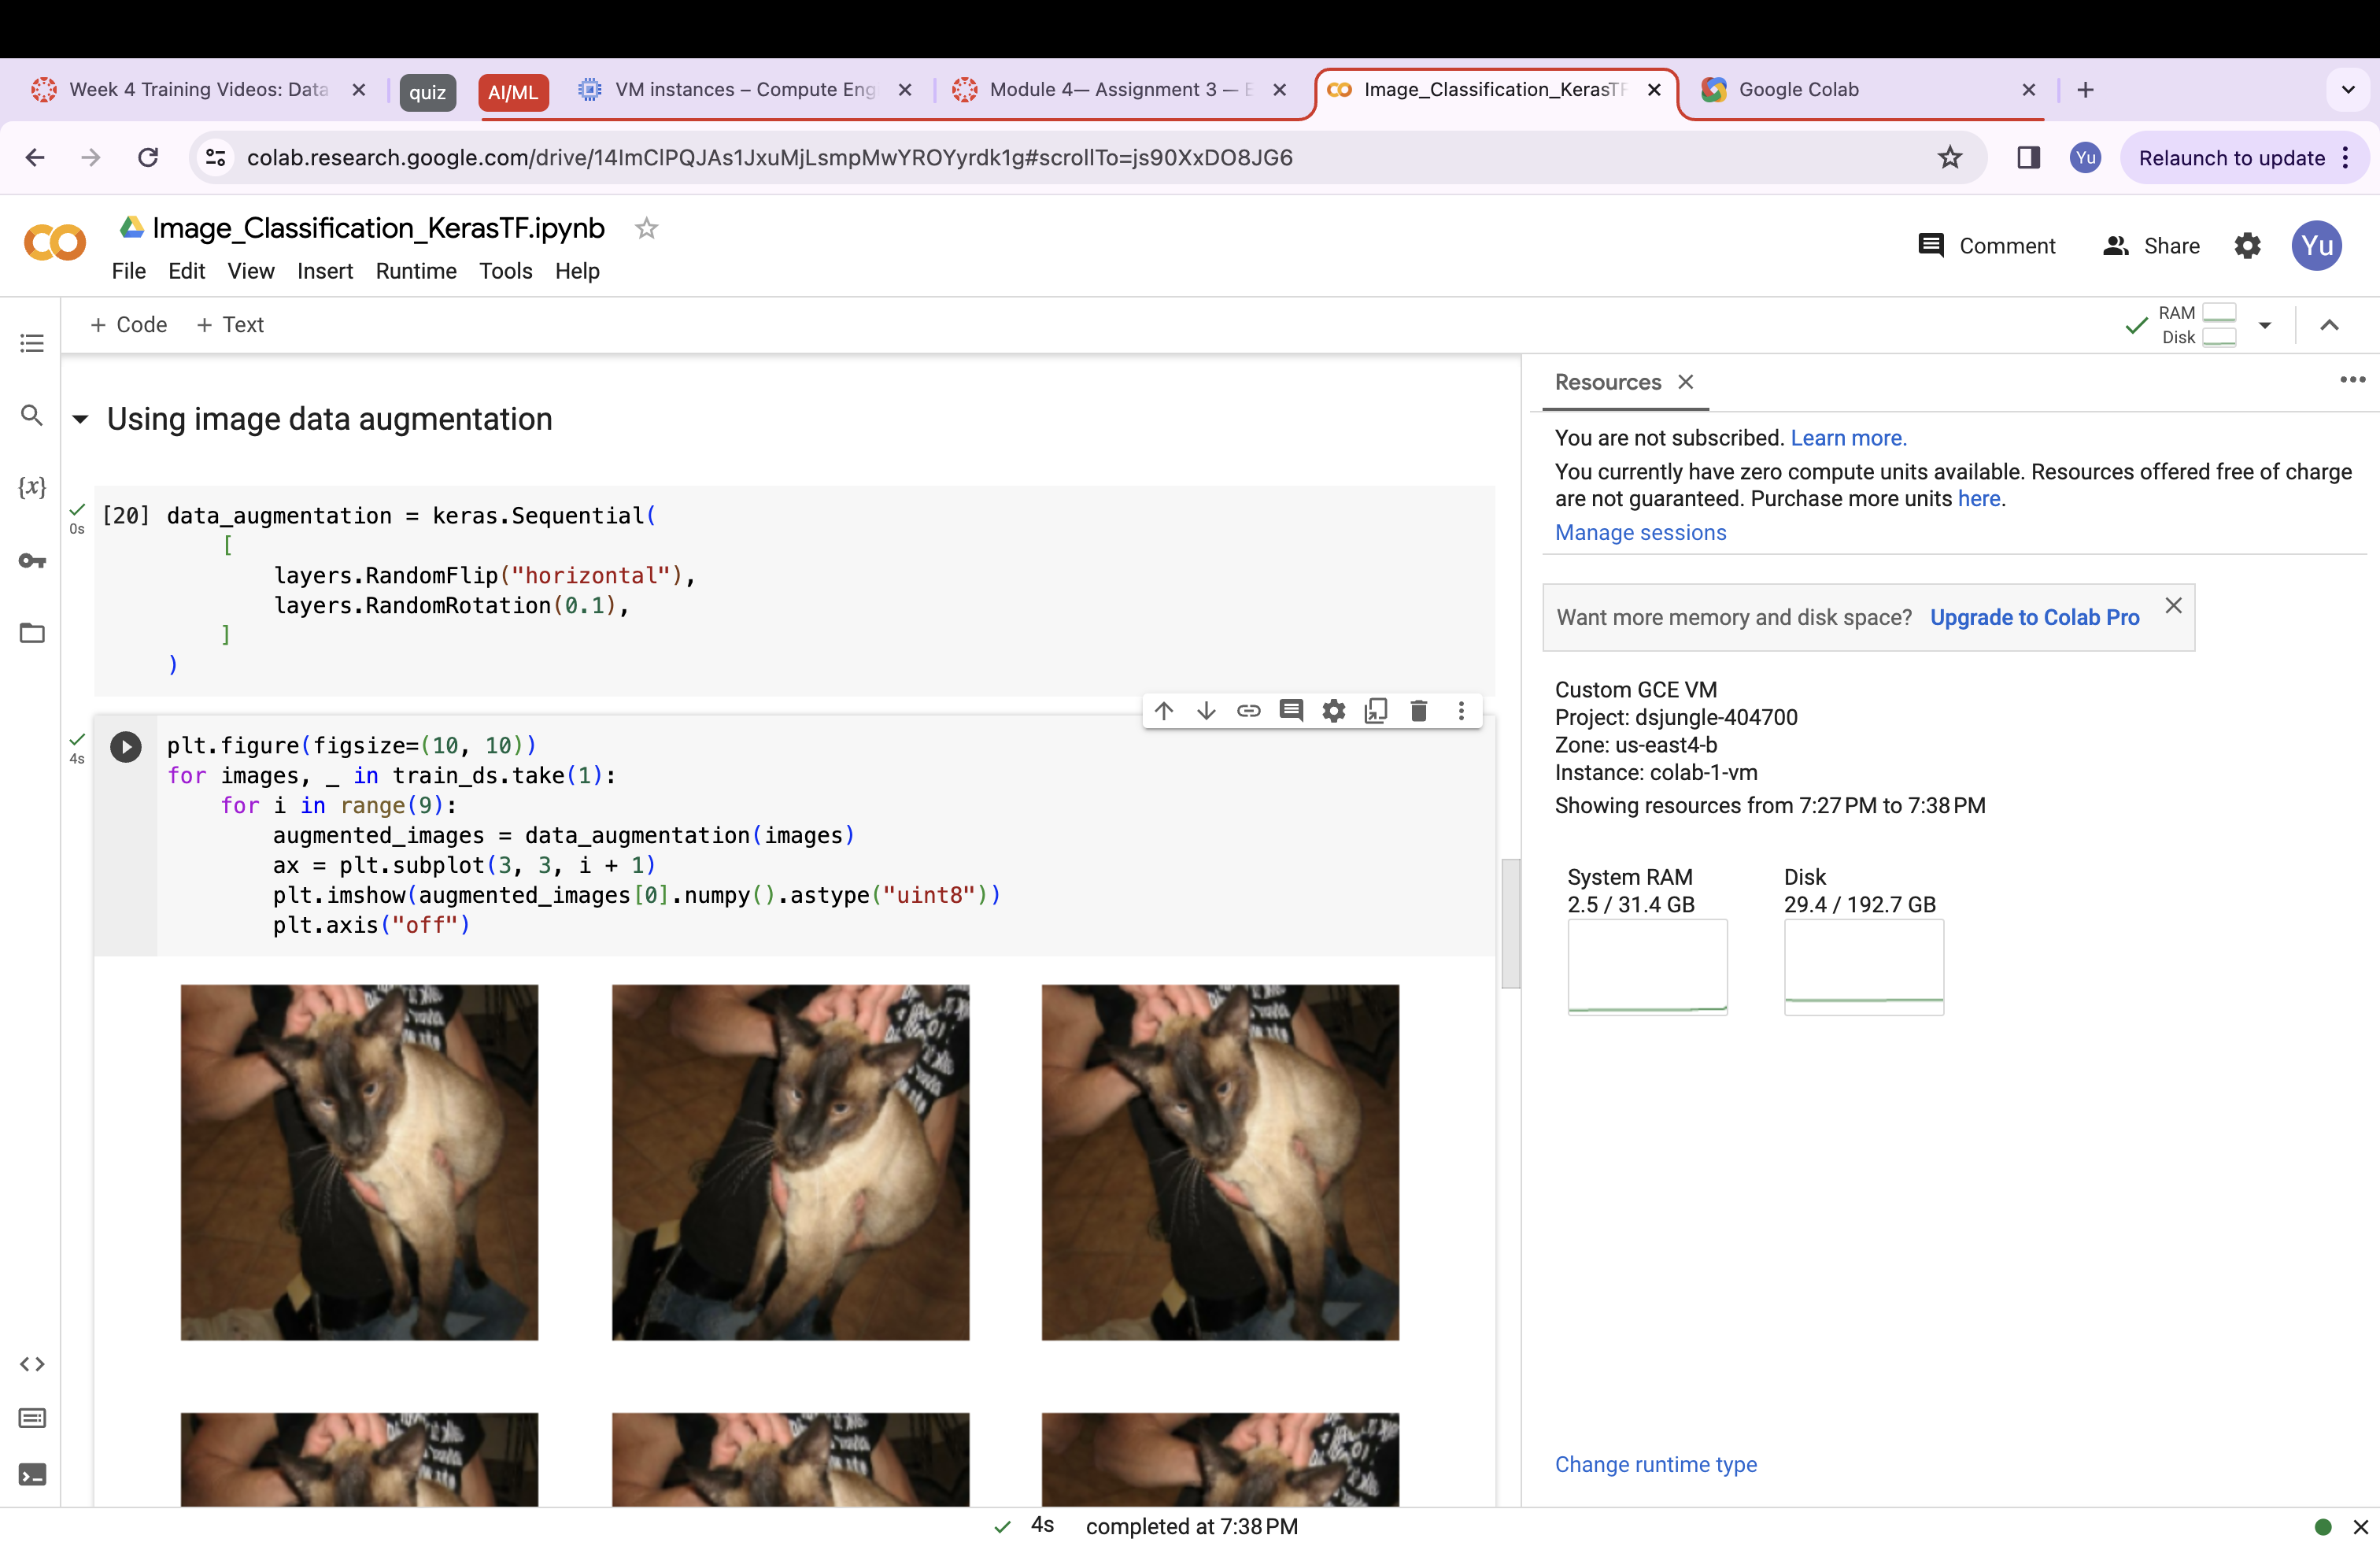 Week 4 Training Videos: Data
quiz
AI/ML
VM instances – Compute Eng
Module 4— Assignment 3 — E
Image_Classification_KerasTF
Google Colab
colab.research.google.com/drive/14ImClPQJAs1JxuMjLsmpMwYROYyrdk1g#scrollTo=js90XxDO8JG6
Yu
Relaunch to update
Image_Classification_KerasTF.ipynb
File Edit View Insert Runtime Tools Help
Comment
Share
Yu
+ Code + Text
RAM
Disk
Using image data augmentation
0s
[20] data_augmentation = keras.Sequential(
[
layers.RandomFlip("horizontal"),
layers.RandomRotation(0.1),
]
)
4s
plt.figure(figsize=(10, 10))
for images, _ in train_ds.take(1):
for i in range(9):
augmented_images = data_augmentation(images)
ax = plt.subplot(3, 3, i + 1)
plt.imshow(augmented_images[0].numpy().astype("uint8"))
plt.axis("off")
Resources
You are not subscribed. Learn more.
You currently have zero compute units available. Resources offered free of charge
are not guaranteed. Purchase more units here.
Manage sessions
Want more memory and disk space? Upgrade to Colab Pro
Custom GCE VM
Project: dsjungle-404700
Zone: us-east4-b
Instance: colab-1-vm
Showing resources from 7:27 PM to 7:38 PM
System RAM
2.5 / 31.4 GB
Disk
29.4 / 192.7 GB
Change runtime type
4s completed at 7:38 PM